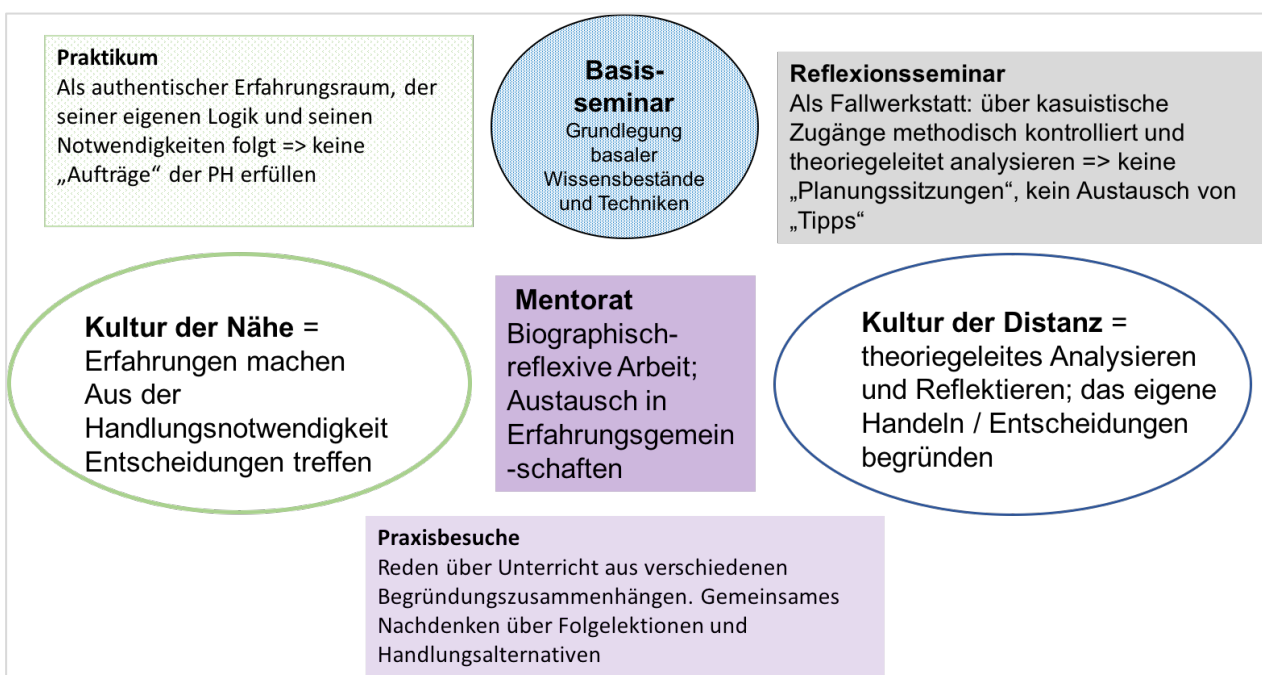 Praktikum
Als authentischer Erfahrungsraum, der
seiner eigenen Logik und seinen
Notwendigkeiten folgt => keine
„Aufträge“ der PH erfüllen
Basis-
seminar
Grundlegung
basaler
Wissensbestände
und Techniken
Reflexionsseminar
Als Fallwerkstatt: über kasuistische
Zugänge methodisch kontrolliert und
theoriegeleitet analysieren => keine
„Planungssitzungen“, kein Austausch von
„Tipps“
Kultur der Nähe =
Erfahrungen machen
Aus der
Handlungsnotwendigkeit
Entscheidungen treffen
Mentorat
Biographisch-
reflexive Arbeit;
Austausch in
Erfahrungsgemein
-schaften
Kultur der Distanz =
theoriegeleites Analysieren
und Reflektieren; das eigene
Handeln / Entscheidungen
begründen
Praxisbesuche
Reden über Unterricht aus verschiedenen
Begründungszusammenhängen. Gemeinsames
Nachdenken über Folgelektionen und
Handlungsalternativen